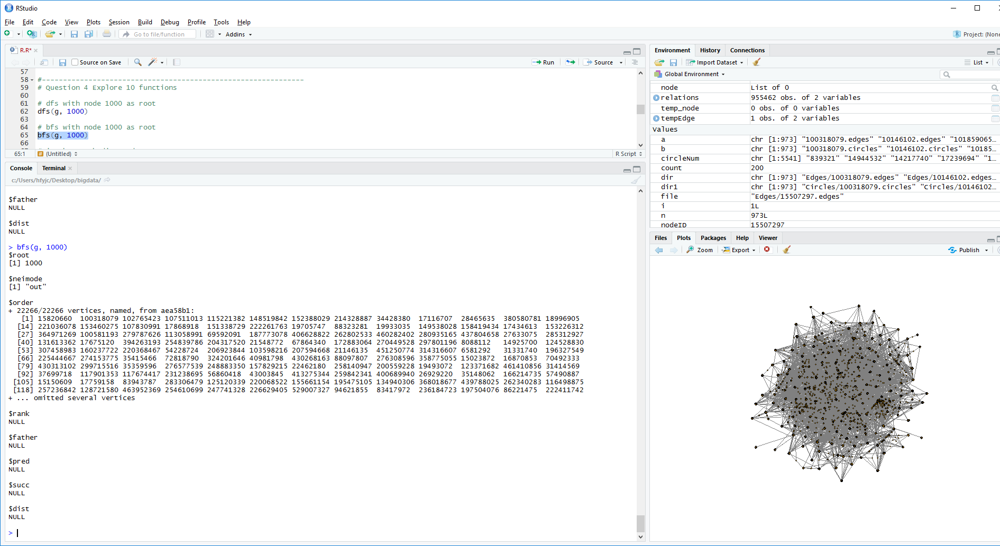 RStudio
File Edit Code View Plots Session Build Debug Profile Tools Help
Go to file/function Addins Project: (None
R.R*
Source on Save Run Source
57
58 #--------------------------------------------------------------
59 # Question 4 Explore 10 functions
60
61 # dfs with node 1000 as root
62 dfs(g, 1000)
63
64 # bfs with node 1000 as root
65 bfs(g, 1000)
66
65:1 (Untitled) R Script
Console Terminal
c:/Users/hfyjc/Desktop/bigdata/
$father
NULL
$dist
NULL
> bfs(g, 1000)
$root
[1] 1000
$neimode
[1] "out"
$order
+ 22266/22266 vertices, named, from aea58b1:
[1] 15820660 100318079 102765423 107511013 115221382 148519842 152388029 214328887 34428380 17116707 28465635 380580781 18996905
[14] 221036078 153460275 107830991 17868918 151338729 222261763 19705747 88323281 19933035 149538028 158419434 17434613 153226312
[27] 364971269 100581193 279787626 113058991 69592091 187773078 406628822 262802533 460282402 280935165 437804658 27633075 285312927
[40] 131613362 17675120 394263193 254839786 204317520 21548772 67864340 172883064 270449528 297801196 8088112 14925700 124528830
[53] 307458983 160237722 220368467 54228724 206923844 103598216 207594668 21146135 451250774 314316607 6581292 31331740 196327549
[66] 225444667 274153775 35415466 72818790 324201646 40981798 430268163 88097807 276308596 358775055 15023872 16870853 70492333
[79] 430313102 299715516 35359596 276577539 248883350 157829215 22462180 258140947 200559228 19493072 123371682 461410856 31414569
[92] 37699718 117901353 117674417 231238695 56860418 43003845 413275344 259842341 400689940 26929220 35148062 166214735 57490887
[105] 15150609 17759158 83943787 283306479 125120339 220068522 155661154 195475105 134940306 368018677 439788025 262340283 116498875
[118] 257236842 128721580 463952369 254610699 247741328 226629405 529007327 94621855 83417972 236184723 197504076 86221475 222411742
+ ... omitted several vertices
$rank
NULL
$father
NULL
$pred
NULL
$succ
NULL
$dist
NULL
>
Environment History Connections
Import Dataset List
Global Environment
node List of 0
relations 955462 obs. of 2 variables
temp_node 0 obs. of 0 variables
tempEdge 1 obs. of 2 variables
Values
a chr [1:973] "100318079.edges" "10146102.edges" "101859065…
b chr [1:973] "100318079.circles" "10146102.circles" "10185…
circleNum chr [1:5541] "839321" "14944532" "14217740" "17239694" "1…
count 200
dir chr [1:973] "Edges/100318079.edges" "Edges/10146102.edges…
dir1 chr [1:973] "Circles/100318079.circles" "Circles/10146102…
file "Edges/15507297.edges"
i 1L
n 973L
nodeID 15507297
Files Plots Packages Help Viewer
Zoom Export Publish